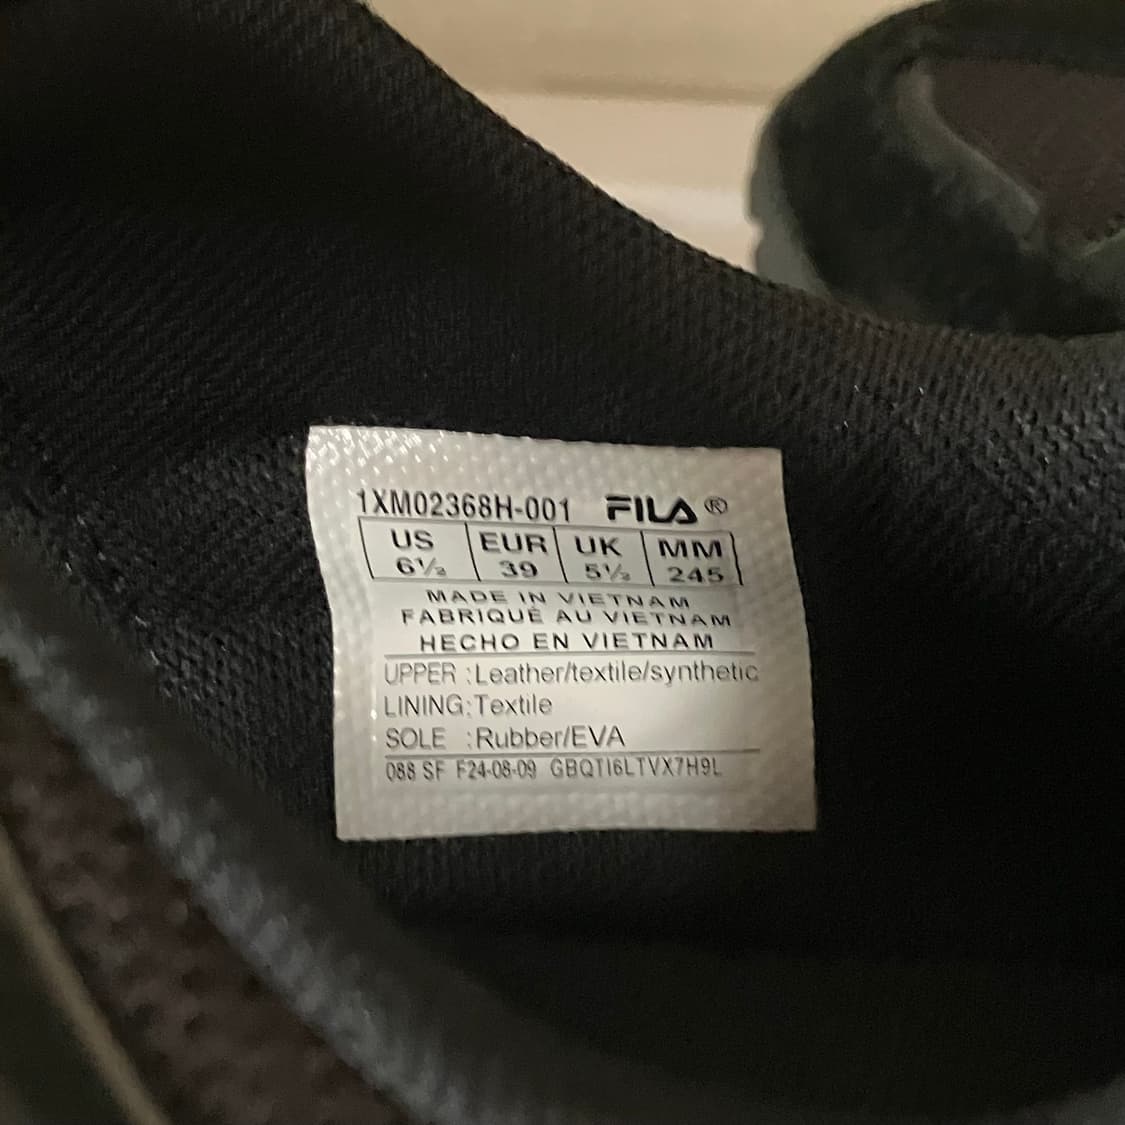 1XM02368H-001 FILA®
US EUR UK MM
6½ 39 5½ 245
MADE IN VIETNAM
FABRIQUÉ AU VIETNAM
HECHO EN VIETNAM
UPPER :Leather/textile/synthetic
LINING:Textile
SOLE :Rubber/EVA
088 SF F24-08-09 GBQTI6LTVX7H9L